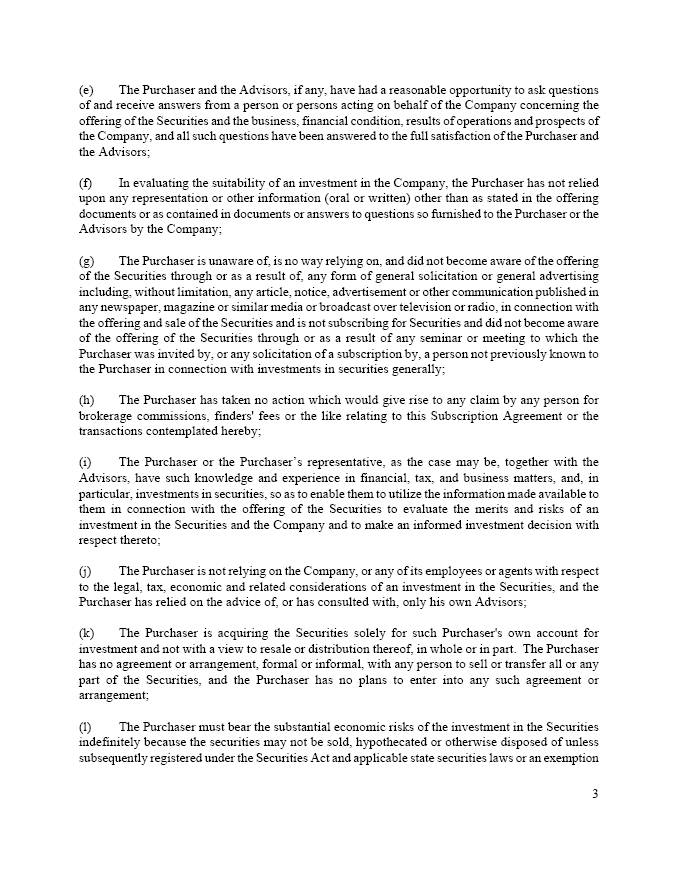 (e) The Purchaser and the Advisors, if any, have had a reasonable opportunity to ask questions
of and receive answers from a person or persons acting on behalf of the Company concerning the
offering of the Securities and the business, financial condition, results of operations and prospects of
the Company, and all such questions have been answered to the full satisfaction of the Purchaser and
the Advisors;
(f) In evaluating the suitability of an investment in the Company, the Purchaser has not relied
upon any representation or other information (oral or written) other than as stated in the offering
documents or as contained in documents or answers to questions so furnished to the Purchaser or the
Advisors by the Company;
(g) The Purchaser is unaware of, is no way relying on, and did not become aware of the offering
of the Securities through or as a result of, any form of general solicitation or general advertising
including, without limitation, any article, notice, advertisement or other communication published in
any newspaper, magazine or similar media or broadcast over television or radio, in connection with
the offering and sale of the Securities and is not subscribing for Securities and did not become aware
of the offering of the Securities through or as a result of any seminar or meeting to which the
Purchaser was invited by, or any solicitation of a subscription by, a person not previously known to
the Purchaser in connection with investments in securities generally;
(h) The Purchaser has taken no action which would give rise to any claim by any person for
brokerage commissions, finders' fees or the like relating to this Subscription Agreement or the
transactions contemplated hereby;
(i) The Purchaser or the Purchaser’s representative, as the case may be, together with the
Advisors, have such knowledge and experience in financial, tax, and business matters, and, in
particular, investments in securities, so as to enable them to utilize the information made available to
them in connection with the offering of the Securities to evaluate the merits and risks of an
investment in the Securities and the Company and to make an informed investment decision with
respect thereto;
(j) The Purchaser is not relying on the Company, or any of its employees or agents with respect
to the legal, tax, economic and related considerations of an investment in the Securities, and the
Purchaser has relied on the advice of, or has consulted with, only his own Advisors;
(k) The Purchaser is acquiring the Securities solely for such Purchaser's own account for
investment and not with a view to resale or distribution thereof, in whole or in part. The Purchaser
has no agreement or arrangement, formal or informal, with any person to sell or transfer all or any
part of the Securities, and the Purchaser has no plans to enter into any such agreement or
arrangement;
(l) The Purchaser must bear the substantial economic risks of the investment in the Securities
indefinitely because the securities may not be sold, hypothecated or otherwise disposed of unless
subsequently registered under the Securities Act and applicable state securities laws or an exemption
3